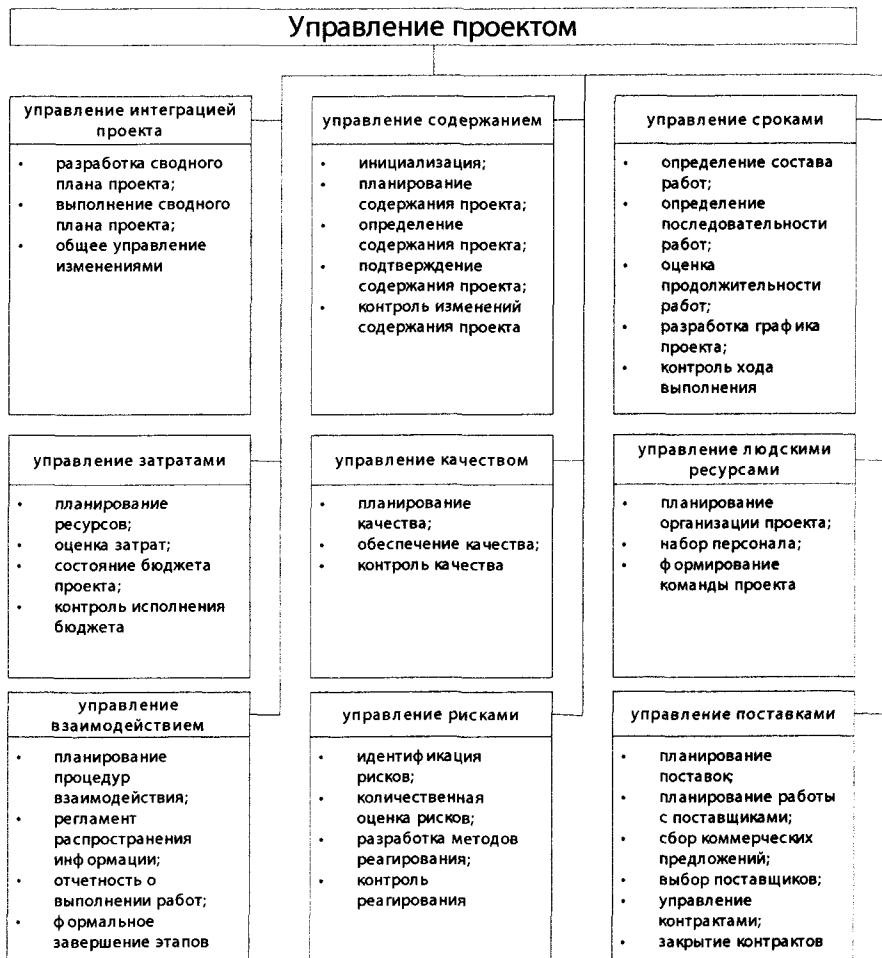 Управление проектом
управление интеграцией
проекта
• разработка сводного
плана проекта;
• выполнение сводного
плана проекта;
• общее управление
изменениями
управление содержанием
• инициализация;
• планирование
содержания проекта;
• определение
содержания проекта;
• подтверждение
содержания проекта;
• контроль изменений
содержания проекта
управление сроками
• определение состава
работ;
• определение
последовательности
работ;
• оценка
продолжительности
работ;
• разработка графика
проекта;
• контроль хода
выполнения
управление затратами
• планирование
ресурсов;
• оценка затрат;
• состояние бюджета
проекта;
• контроль исполнения
бюджета
управление качеством
• планирование
качества;
• обеспечение качества;
• контроль качества
управление людскими
ресурсами
• планирование
организации проекта;
• набор персонала;
• формирование
команды проекта
управление
взаимодействием
• планирование
процедур
взаимодействия;
• регламент
распространения
информации;
• отчетность о
выполнении работ;
• формальное
завершение этапов
управление рисками
• идентификация
рисков;
• количественная
оценка рисков;
• разработка методов
реагирования;
• контроль
реагирования
управление поставками
• планирование
поставок;
• планирование работы
с поставщиками;
• сбор коммерческих
предложений;
• выбор поставщиков;
• управление
контрактами;
• закрытие контрактов